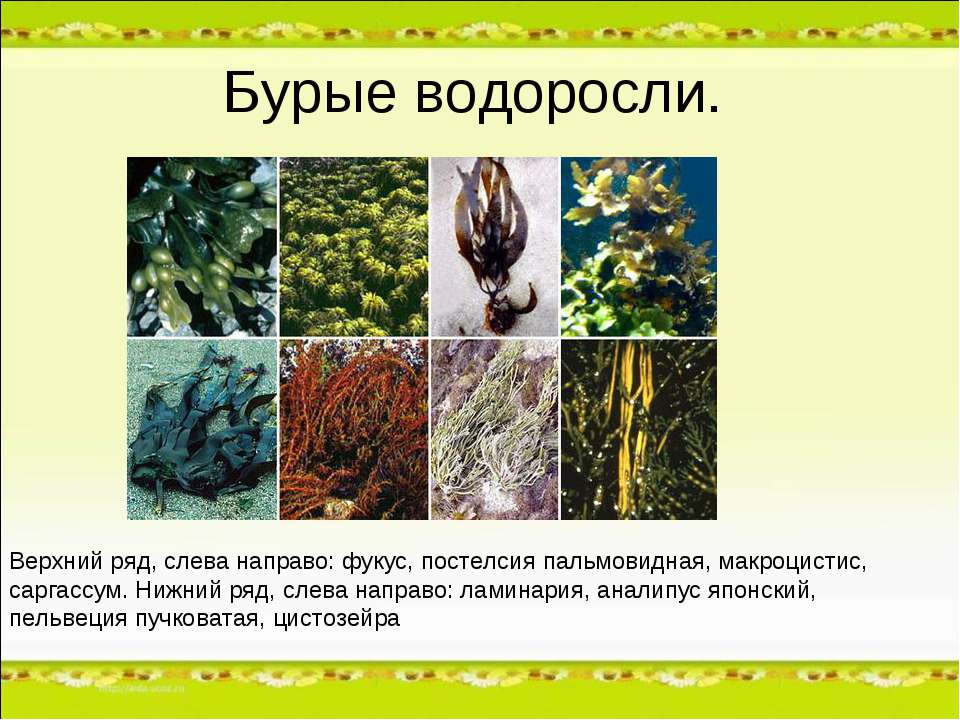 Бурые водоросли.
Верхний ряд, слева направо: фукус, постелсия пальмовидная, макроцистис,
саргассум. Нижний ряд, слева направо: ламинария, аналипус японский,
пельвеция пучковатая, цистозейра